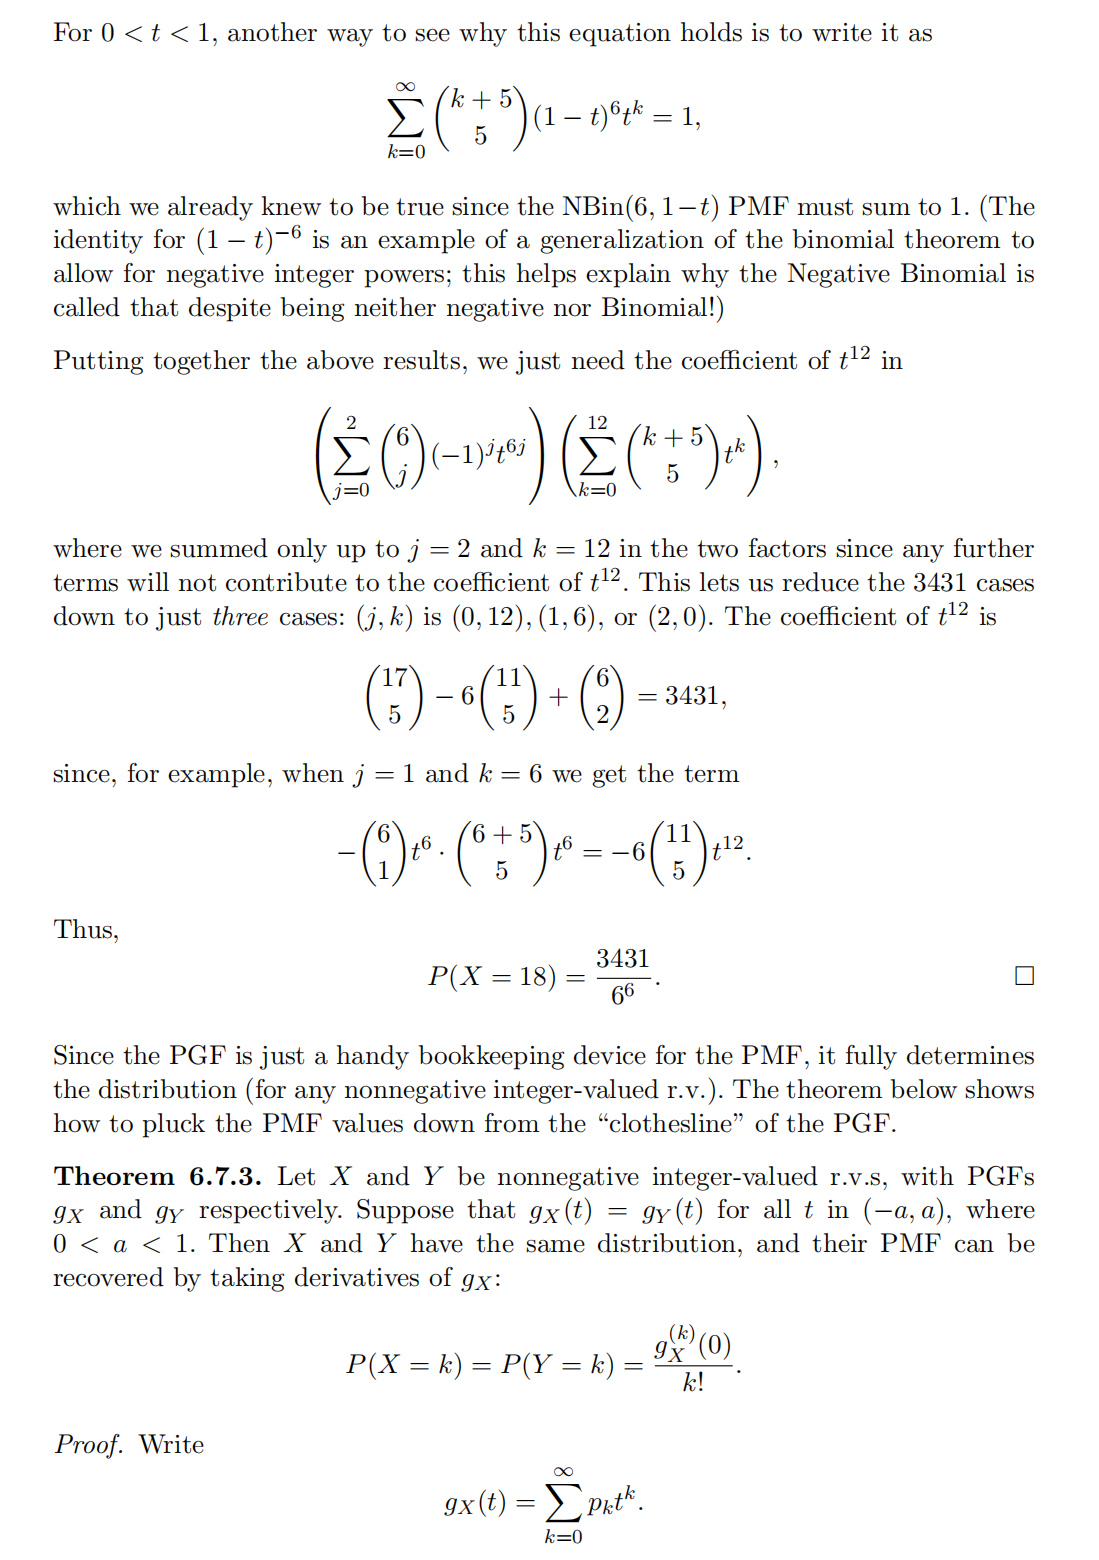 For 0 < t < 1, another way to see why this equation holds is to write it as
\sum_{k=0}^{\infty} \binom{k+5}{5} (1 − t)^6 t^k = 1,
which we already knew to be true since the NBin(6, 1−t) PMF must sum to 1. (The
identity for (1 − t)^{−6} is an example of a generalization of the binomial theorem to
allow for negative integer powers; this helps explain why the Negative Binomial is
called that despite being neither negative nor Binomial!)
Putting together the above results, we just need the coefficient of t^{12} in
\left( \sum_{j=0}^{2} \binom{6}{j} (−1)^j t^{6j} \right) \left( \sum_{k=0}^{12} \binom{k+5}{5} t^k \right),
where we summed only up to j = 2 and k = 12 in the two factors since any further
terms will not contribute to the coefficient of t^{12}. This lets us reduce the 3431 cases
down to just three cases: (j, k) is (0, 12), (1, 6), or (2, 0). The coefficient of t^{12} is
\binom{17}{5} − 6\binom{11}{5} + \binom{6}{2} = 3431,
since, for example, when j = 1 and k = 6 we get the term
−\binom{6}{1} t^6 · \binom{6+5}{5} t^6 = −6\binom{11}{5} t^{12}.
Thus,
P(X = 18) = \frac{3431}{6^6}. □
Since the PGF is just a handy bookkeeping device for the PMF, it fully determines
the distribution (for any nonnegative integer-valued r.v.). The theorem below shows
how to pluck the PMF values down from the “clothesline” of the PGF.
Theorem 6.7.3. Let X and Y be nonnegative integer-valued r.v.s, with PGFs
g_X and g_Y respectively. Suppose that g_X(t) = g_Y(t) for all t in (−a, a), where
0 < a < 1. Then X and Y have the same distribution, and their PMF can be
recovered by taking derivatives of g_X:
P(X = k) = P(Y = k) = \frac{g_X^{(k)}(0)}{k!}.
Proof. Write
g_X(t) = \sum_{k=0}^{\infty} p_k t^k.